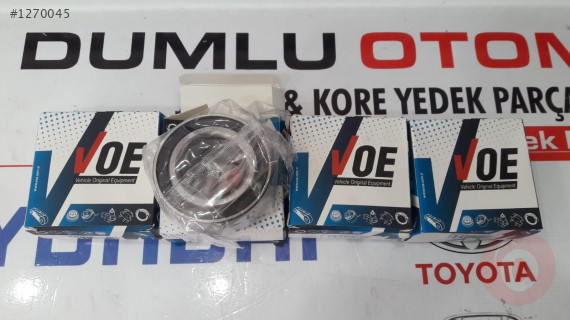 #1270045
DUMLU OTOM
& KORE YEDEK PARÇA
VOE
Vehicle Original Equipment
VOE
Vehicle Original Equipment
VOE
Vehicle Original Equipment
HYUNDAI
TOYOTA